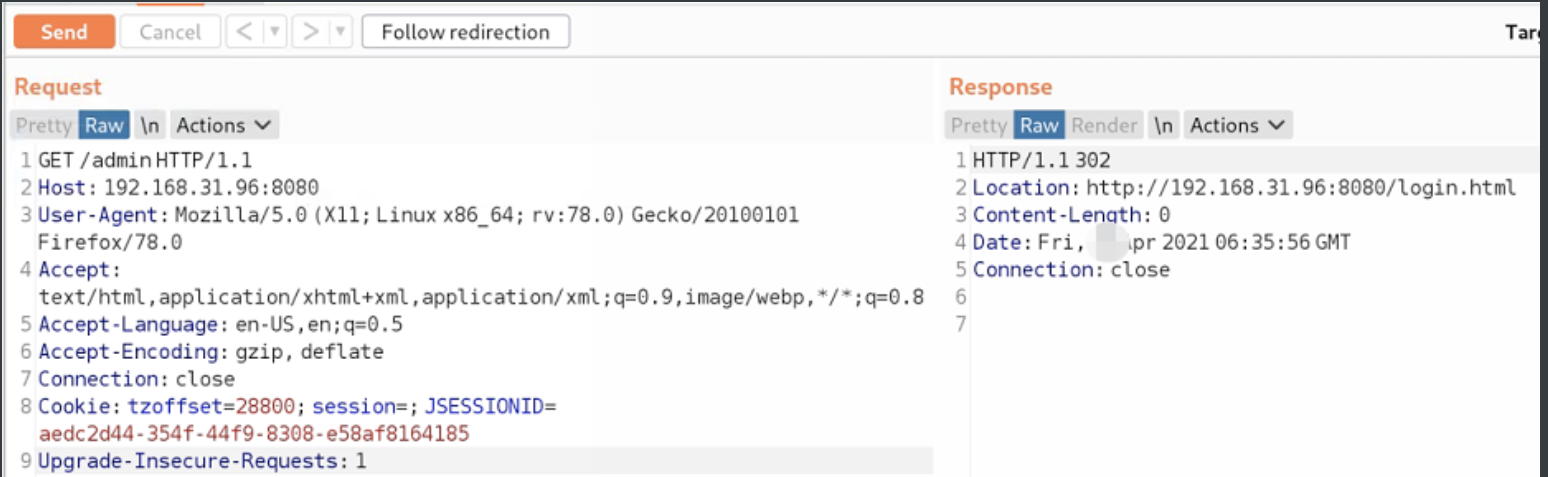 Send Cancel < ▼ > ▼ Follow redirection
Request
Pretty Raw \n Actions
1 GET /admin HTTP/1.1
2 Host: 192.168.31.96:8080
3 User-Agent: Mozilla/5.0 (X11; Linux x86_64; rv:78.0) Gecko/20100101
Firefox/78.0
4 Accept:
text/html,application/xhtml+xml,application/xml;q=0.9,image/webp,*/*;q=0.8
5 Accept-Language: en-US,en;q=0.5
6 Accept-Encoding: gzip, deflate
7 Connection: close
8 Cookie: tzoffset=28800; session=; JSESSIONID=
aedc2d44-354f-44f9-8308-e58af8164185
9 Upgrade-Insecure-Requests: 1
Response
Pretty Raw Render \n Actions
1 HTTP/1.1 302
2 Location: http://192.168.31.96:8080/login.html
3 Content-Length: 0
4 Date: Fri, 2021 06:35:56 GMT
5 Connection: close
6
7